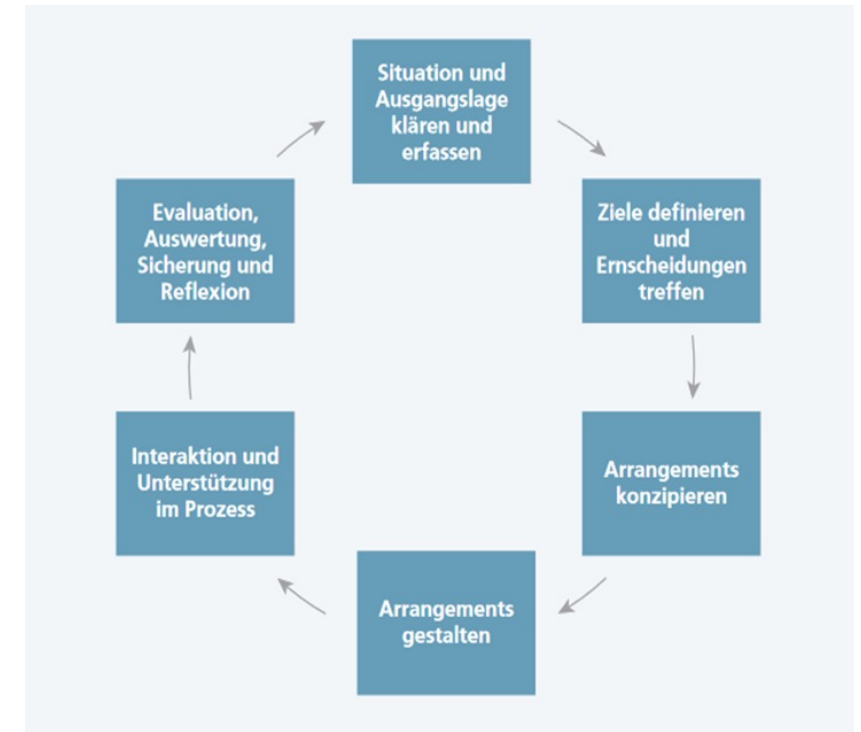 Situation und
Ausgangslage
klären und
erfassen
Ziele definieren
und
Ernscheidungen
treffen
Arrangements
konzipieren
Arrangements
gestalten
Interaktion und
Unterstützung
im Prozess
Evaluation,
Auswertung,
Sicherung und
Reflexion